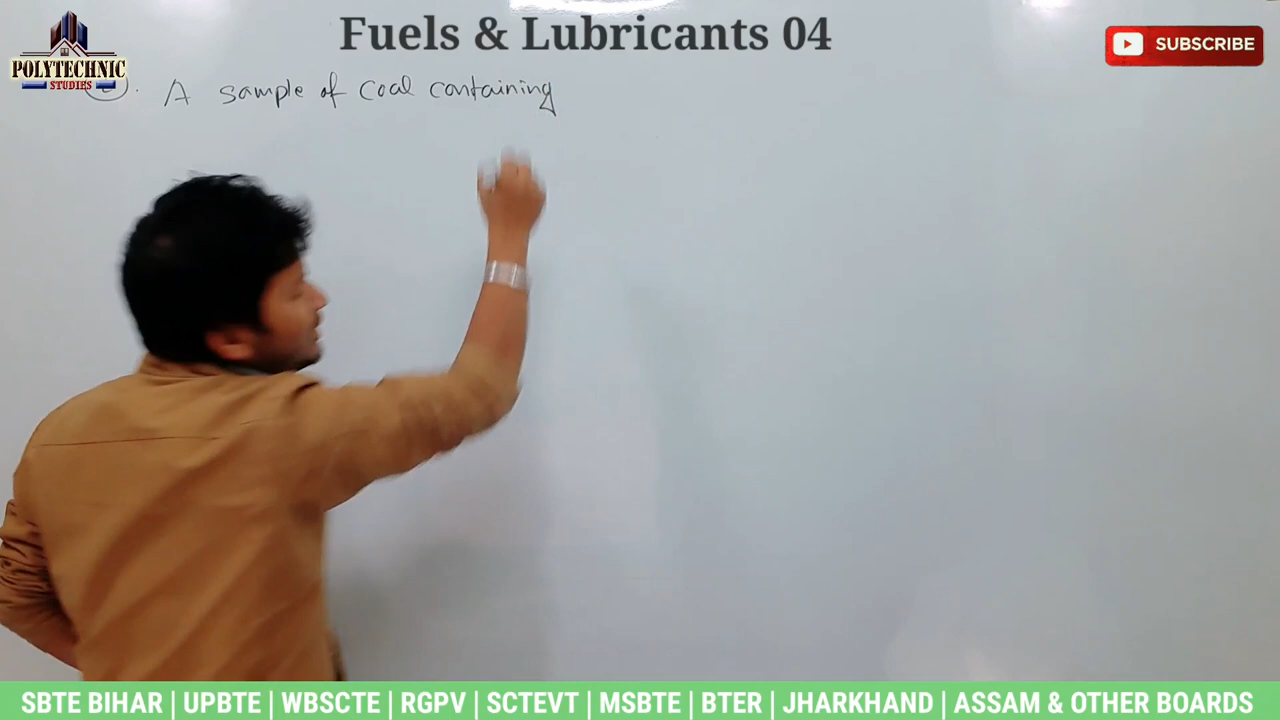 Fuels & Lubricants 04
SUBSCRIBE
POLYTECHNIC
STUDIES
A sample of coal containing
SBTE BIHAR | UPBTE | WBSCTE | RGPV | SCTEVT | MSBTE | BTER | JHARKHAND | ASSAM & OTHER BOARDS